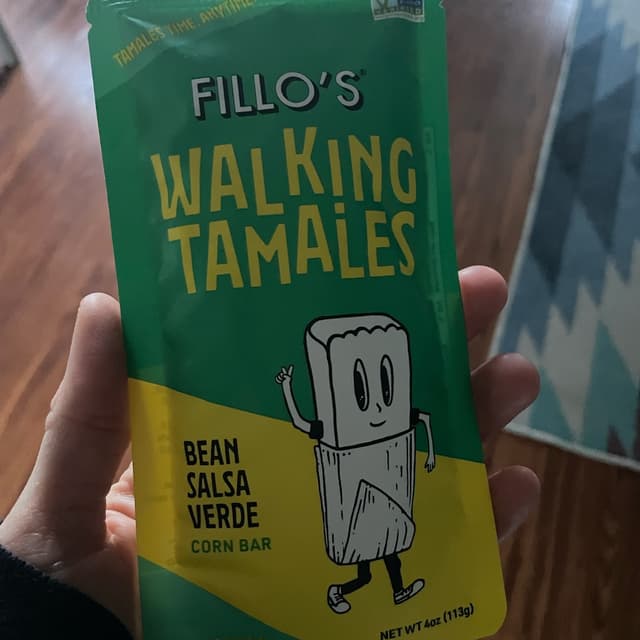 TAMALES TIME, ANYTIME
FILLO'S
WALKING
TAMALES
BEAN
SALSA
VERDE
CORN BAR
NET WT 4oz (113g)